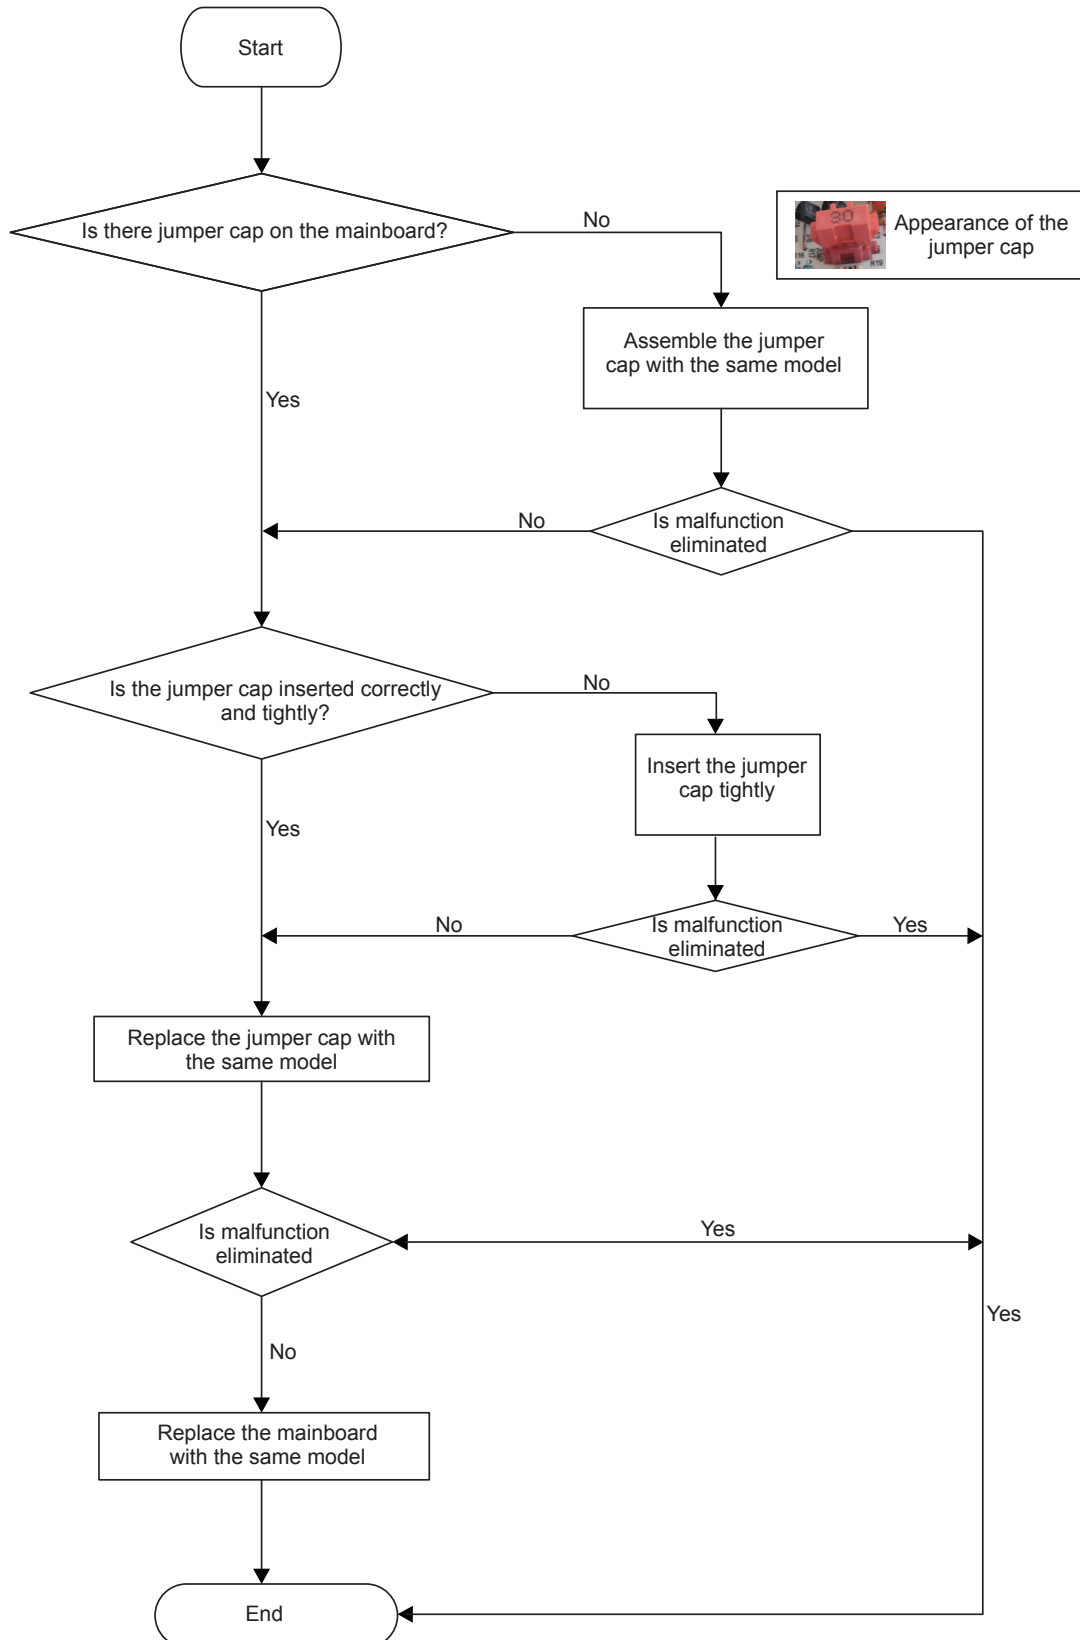 Start
Is there jumper cap on the mainboard?
No
30
R19
Appearance of the
jumper cap
Assemble the jumper
cap with the same model
Yes
No
Is malfunction
eliminated
Is the jumper cap inserted correctly
and tightly?
No
Insert the jumper
cap tightly
Yes
No
Is malfunction
eliminated
Yes
Replace the jumper cap with
the same model
Is malfunction
eliminated
Yes
Yes
No
Replace the mainboard
with the same model
End